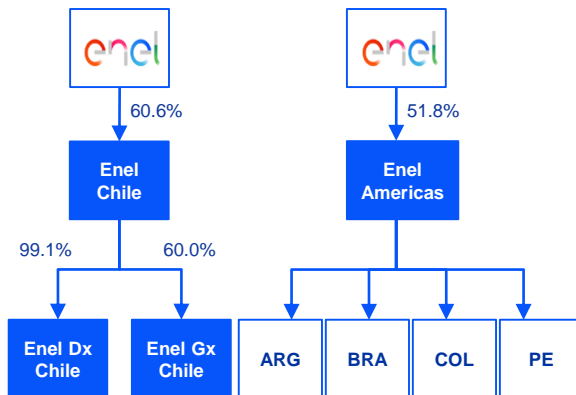 enel
enel
60.6%
51.8%
Enel
Chile
Enel
Americas
99.1%
60.0%
Enel Dx
Chile
Enel Gx
Chile
ARG
BRA
COL
PE